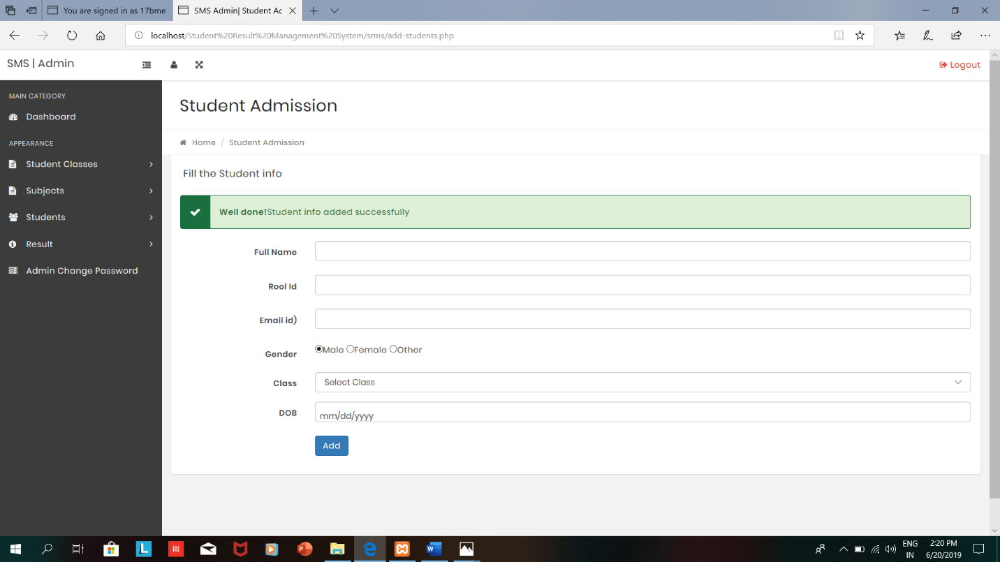 You are signed in as 17bme
SMS Admin| Student Ac
localhost/Student%20Result%20Management%20System/srms/add-students.php
SMS | Admin
Logout
MAIN CATEGORY
Dashboard
APPEARANCE
Student Classes
Subjects
Students
Result
Admin Change Password
Student Admission
Home / Student Admission
Fill the Student info
Well done!Student info added successfully
Full Name
Rool Id
Email id)
Gender Male Female Other
Class Select Class
DOB mm/dd/yyyy
Add
ENG 2:20 PM
IN 6/20/2019